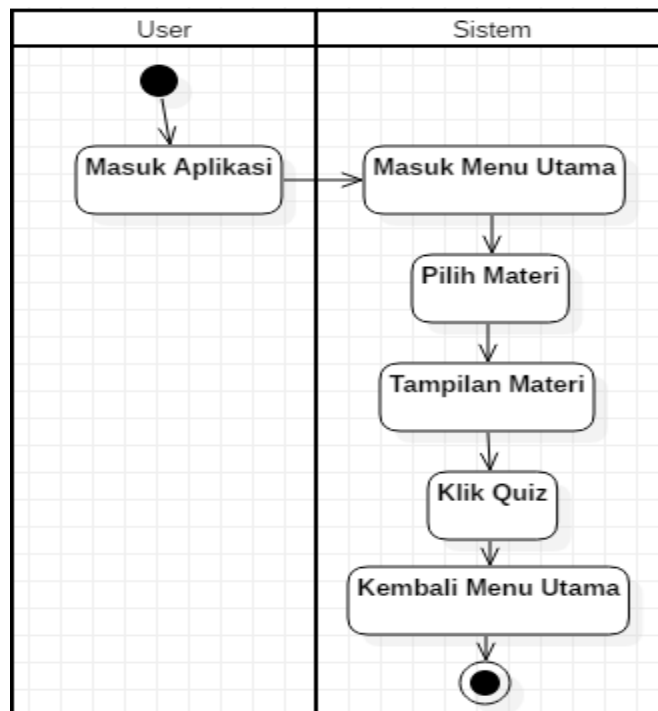 User
Sistem
Masuk Aplikasi
Masuk Menu Utama
Pilih Materi
Tampilan Materi
Klik Quiz
Kembali Menu Utama